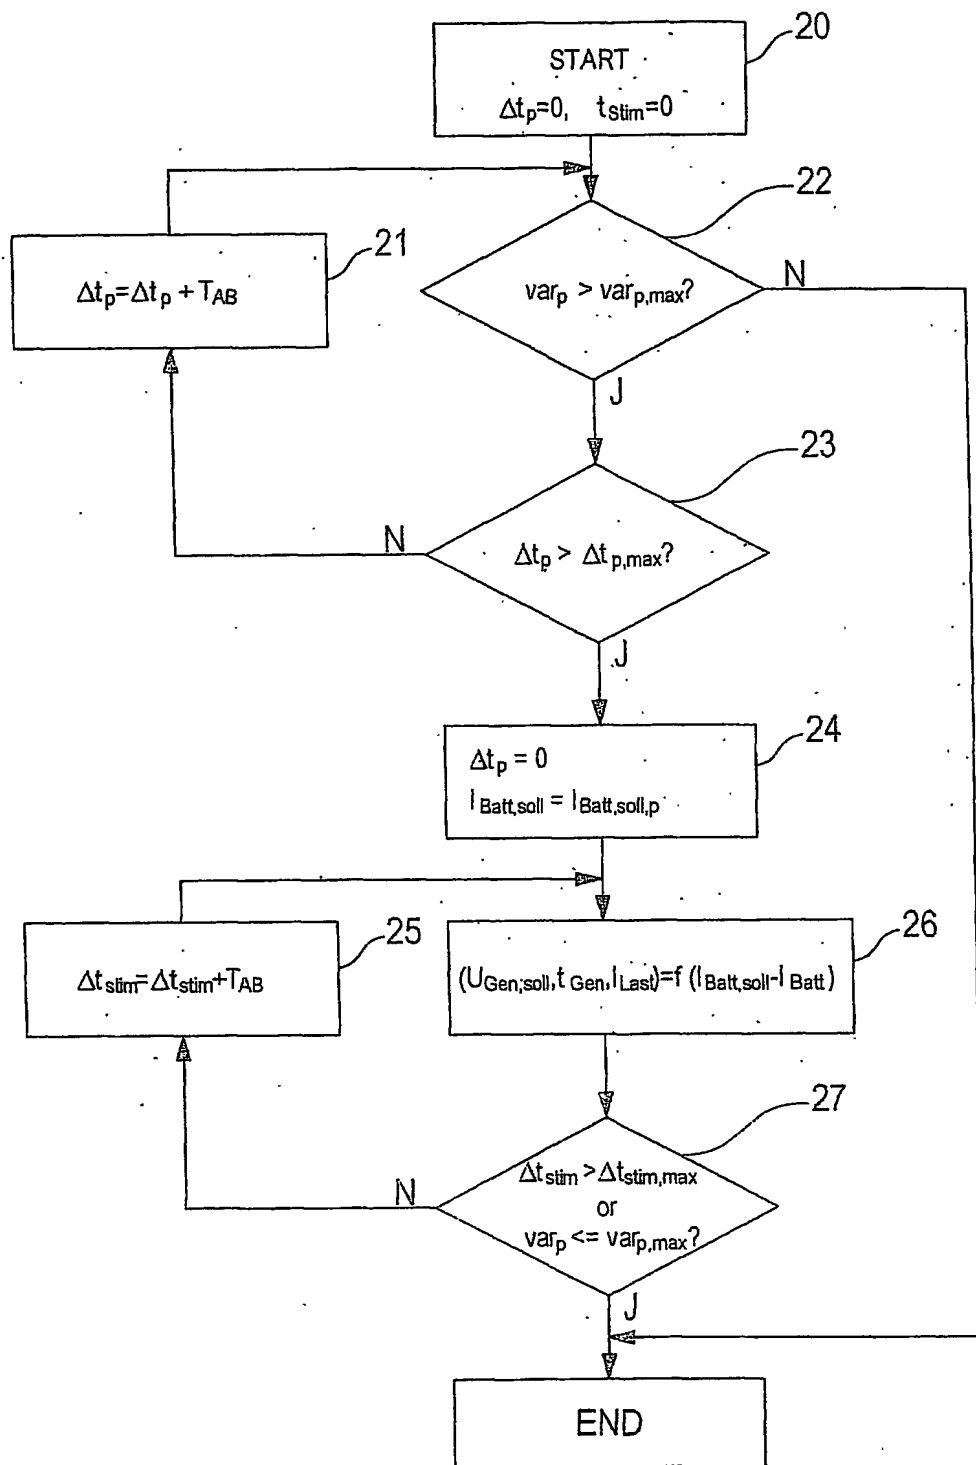 20
START
Δtp=0, tStim=0
22
21
Δtp=Δtp + TAB
varp > varp,max?
N
J
23
N
Δtp > Δtp,max?
J
24
Δtp = 0
IBatt,soll = IBatt,soll,p
25
26
Δtstim=Δtstim+TAB
(UGen;soll,tGen,ILast)=f (IBatt,soll-IBatt)
27
N
Δtstim>Δtstim,max
or
varp <= varp,max?
J
END